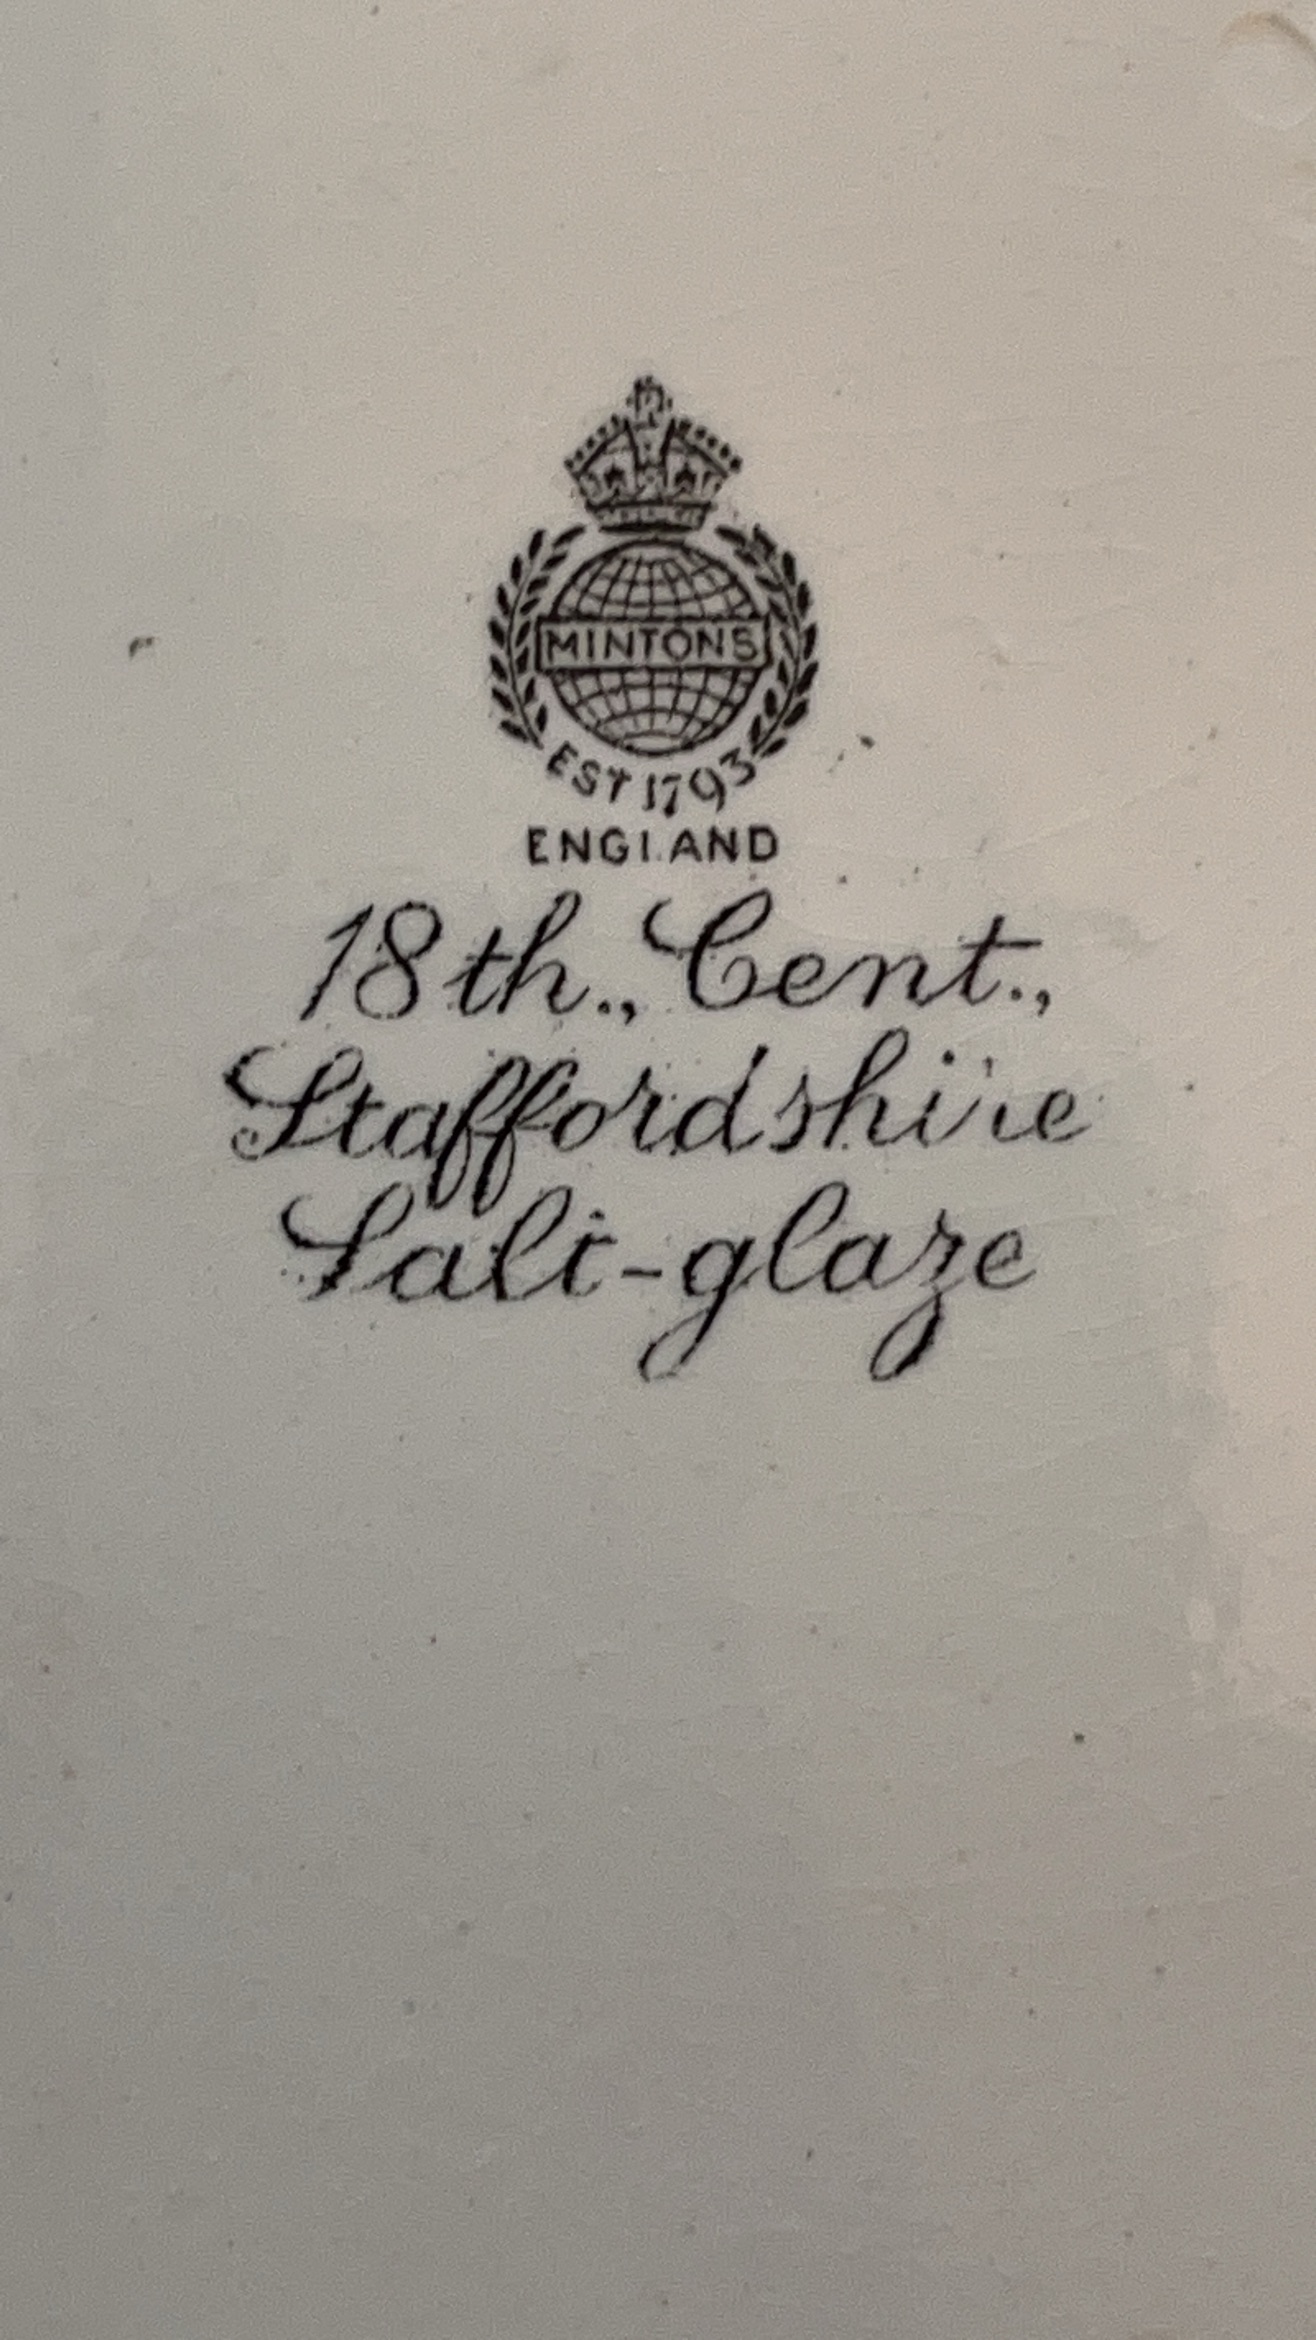 MINTONS
EST 1793
ENGLAND
18th., Cent.,
Staffordshire
Salt-glaze